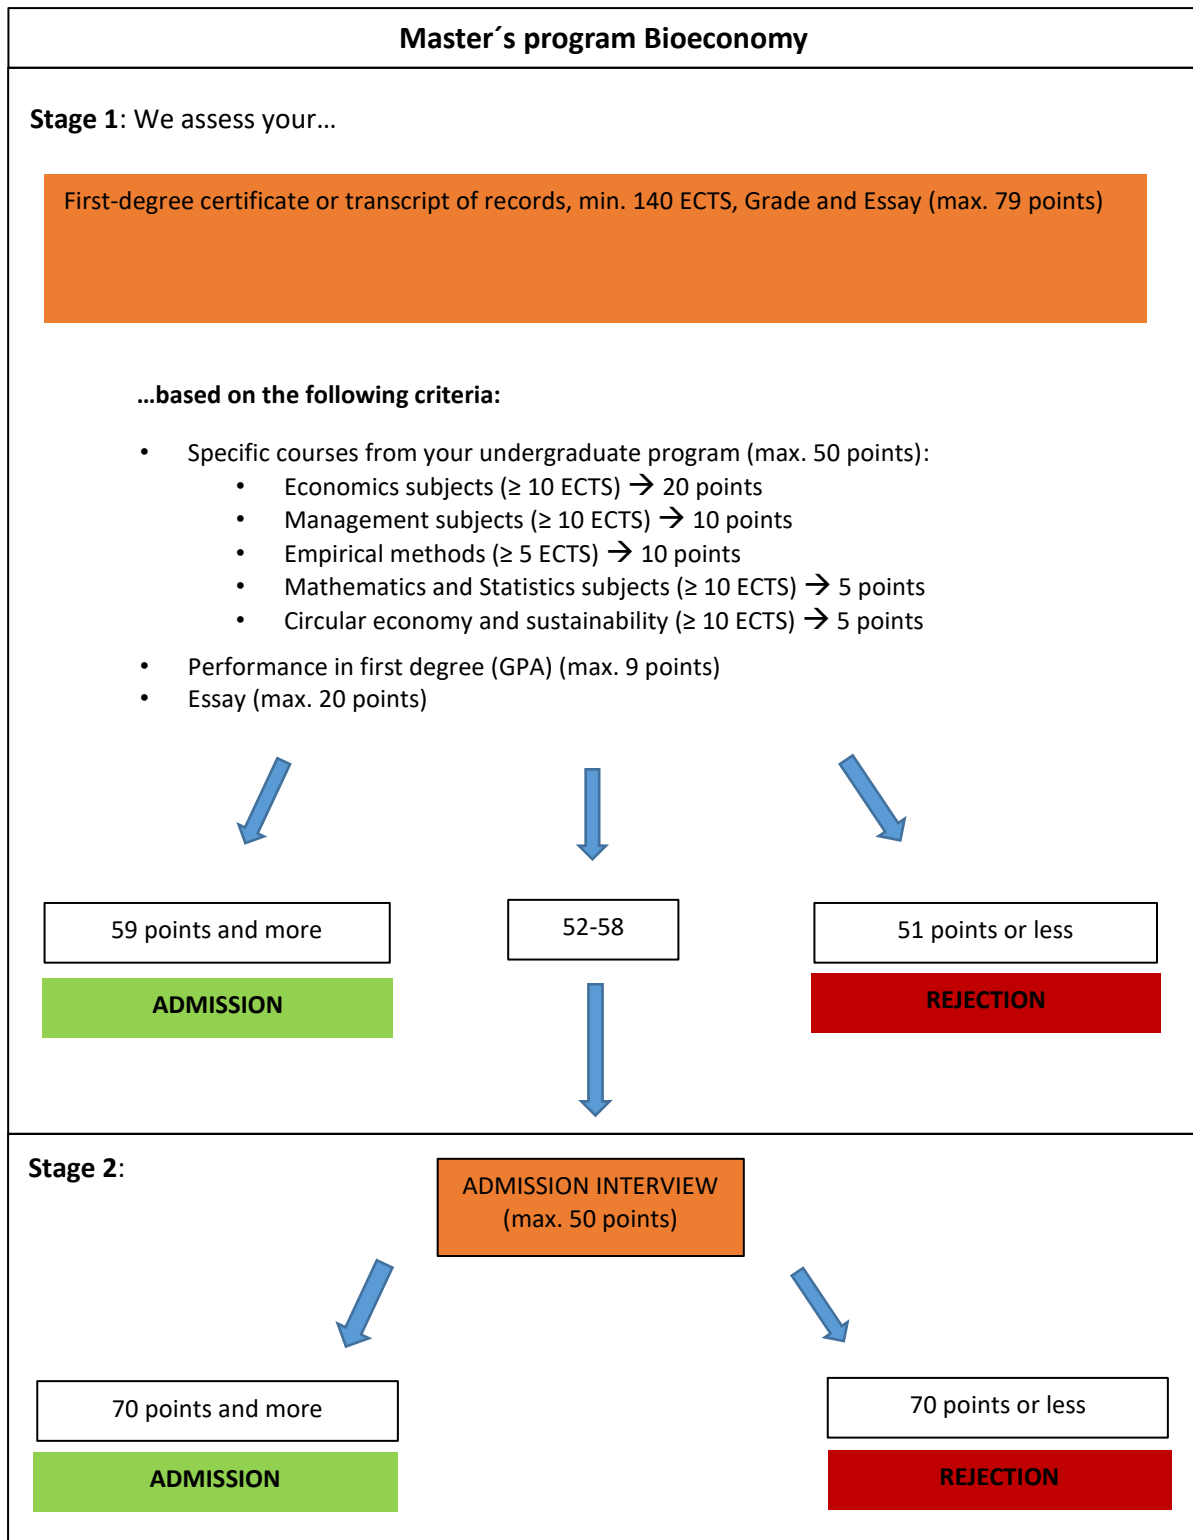 Master´s program Bioeconomy
Stage 1: We assess your…
First-degree certificate or transcript of records, min. 140 ECTS, Grade and Essay (max. 79 points)
…based on the following criteria:
• Specific courses from your undergraduate program (max. 50 points):
• Economics subjects (≥ 10 ECTS) → 20 points
• Management subjects (≥ 10 ECTS) → 10 points
• Empirical methods (≥ 5 ECTS) → 10 points
• Mathematics and Statistics subjects (≥ 10 ECTS) → 5 points
• Circular economy and sustainability (≥ 10 ECTS) → 5 points
• Performance in first degree (GPA) (max. 9 points)
• Essay (max. 20 points)
59 points and more
52-58
51 points or less
ADMISSION
REJECTION
Stage 2:
ADMISSION INTERVIEW
(max. 50 points)
70 points and more
70 points or less
ADMISSION
REJECTION